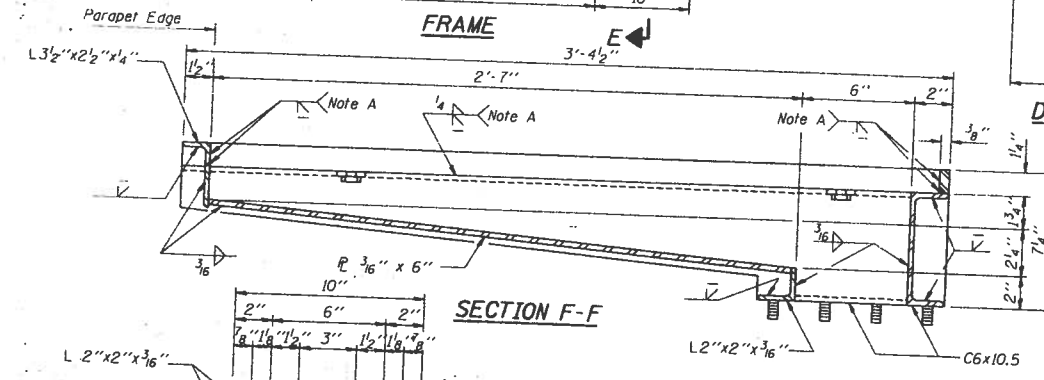 10"
FRAME
E
Parapet Edge
3'-4½"
L3½"x2½"x¼"
1½"
2'-7"
6"
2"
Note A
¼
Note A
Note A
⅜"
1¼"
D
1¾"
2¼"
7¼"
2"
3/16
3/16
℄ 3/16" x 6"
10"
SECTION F-F
2"
6"
2"
⅞"
1⅛"
1½"
3"
1½"
1⅛"
⅞"
L 2"x2"x3/16"
L2"x2"x3/16"
C6x10.5